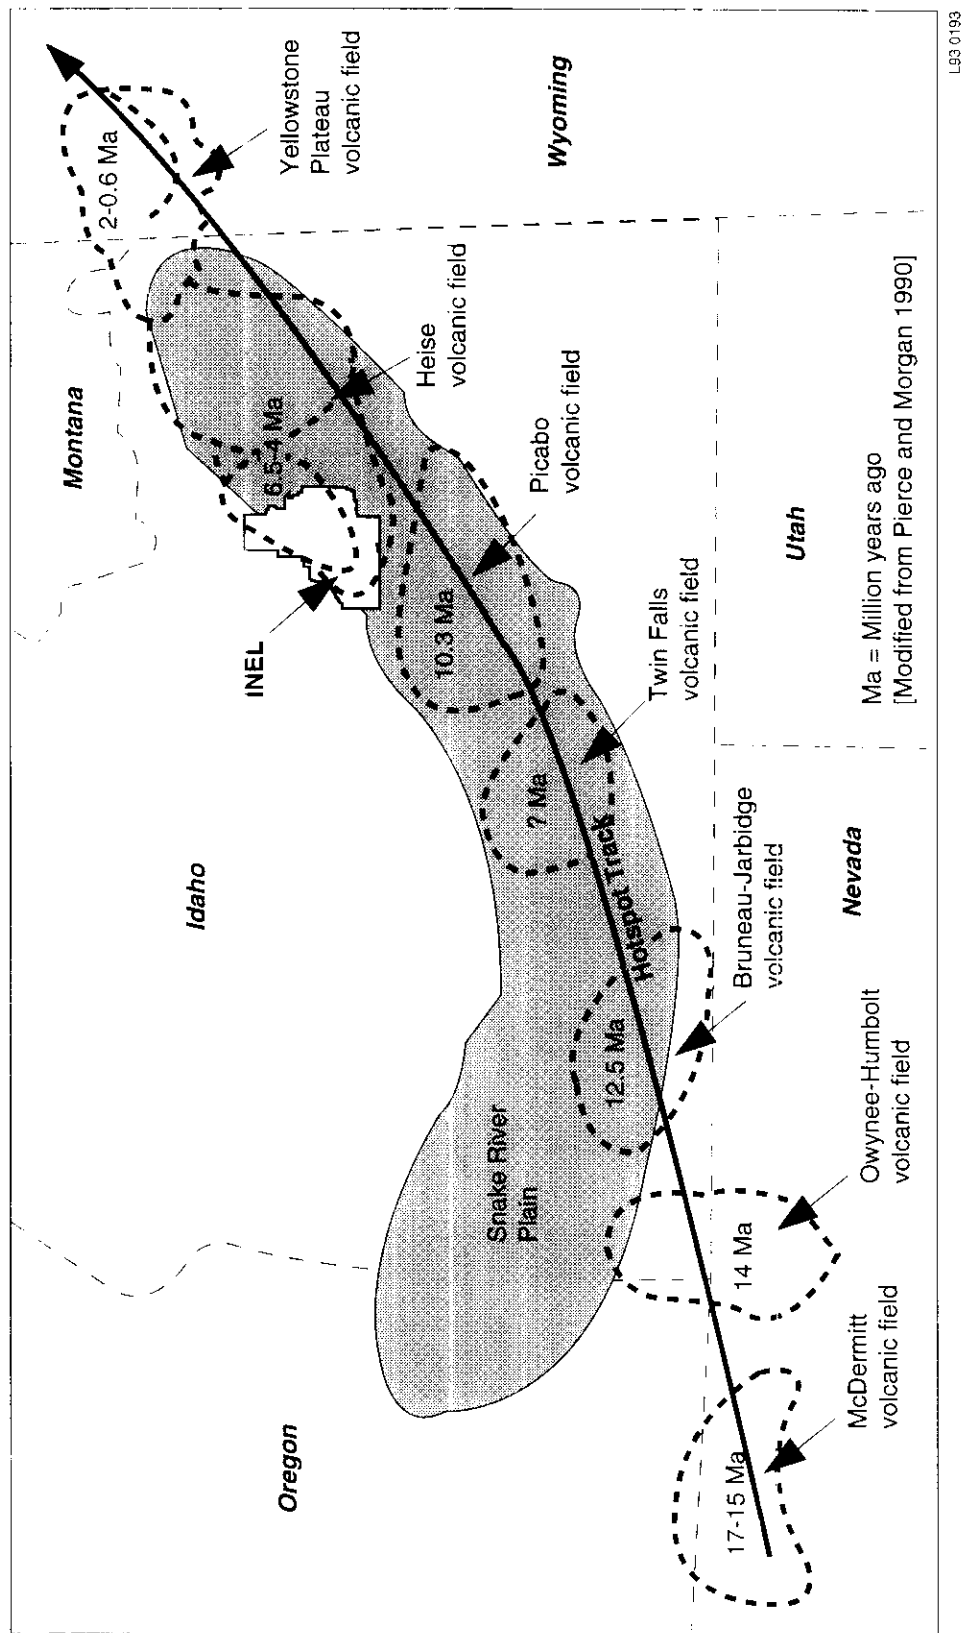 Montana
2-0.6 Ma
Yellowstone
Plateau
volcanic field
Wyoming
Idaho
INEL
6.5-4 Ma
Heise
volcanic field
Oregon
Snake River
Plain
10.3 Ma
Picabo
volcanic field
? Ma
Twin Falls
volcanic field
Hotspot Track
12.5 Ma
Bruneau-Jarbidge
volcanic field
14 Ma
Owynee-Humbolt
volcanic field
17-15 Ma
McDermitt
volcanic field
Nevada
Utah
Ma = Million years ago
[Modified from Pierce and Morgan 1990]
L93 0193